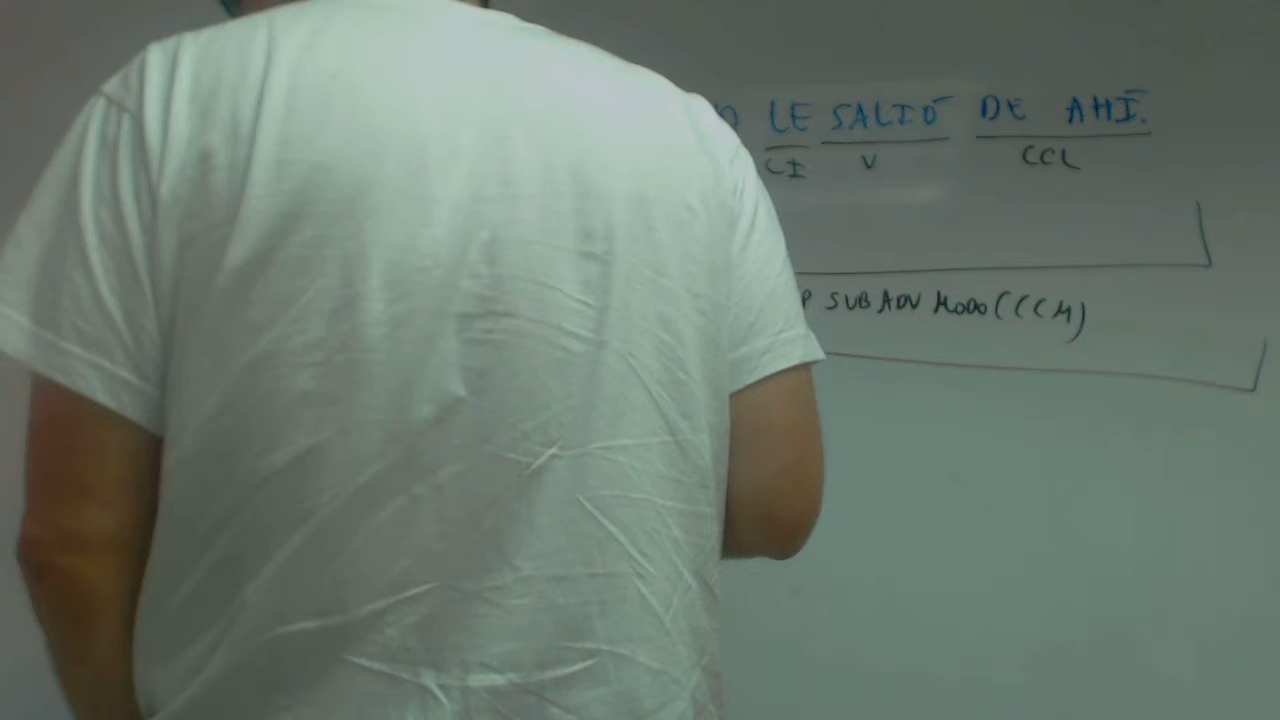 LE SALIÓ DE AHÍ.
CI V CCL
P SUB ADV MODO (CCM)